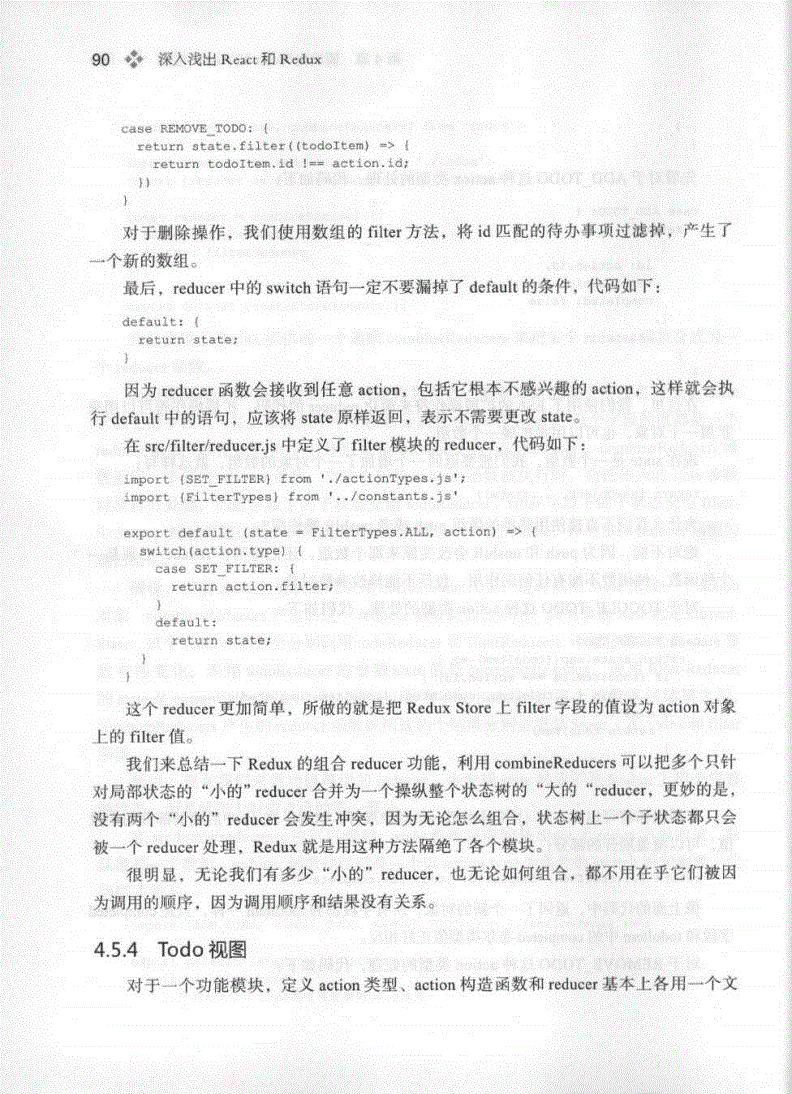 90 深入浅出 React 和 Redux
case REMOVE_TODO: {
return state.filter((todoItem) => {
return todoItem.id !== action.id;
})
}
对于删除操作，我们使用数组的 filter 方法，将 id 匹配的待办事项过滤掉，产生了
一个新的数组。
最后，reducer 中的 switch 语句一定不要漏掉了 default 的条件，代码如下：
default: {
return state;
}
因为 reducer 函数会接收到任意 action，包括它根本不感兴趣的 action，这样就会执
行 default 中的语句，应该将 state 原样返回，表示不需要更改 state。
在 src/filter/reducer.js 中定义了 filter 模块的 reducer，代码如下：
import {SET_FILTER} from './actionTypes.js';
import {FilterTypes} from '../constants.js'
export default (state = FilterTypes.ALL, action) => {
switch(action.type) {
case SET_FILTER: {
return action.filter;
}
default:
return state;
}
}
这个 reducer 更加简单，所做的就是把 Redux Store 上 filter 字段的值设为 action 对象
上的 filter 值。
我们来总结一下 Redux 的组合 reducer 功能，利用 combineReducers 可以把多个只针
对局部状态的“小的”reducer 合并为一个操纵整个状态树的“大的“reducer，更妙的是，
没有两个“小的”reducer 会发生冲突，因为无论怎么组合，状态树上一个子状态都只会
被一个 reducer 处理，Redux 就是用这种方法隔绝了各个模块。
很明显，无论我们有多少“小的”reducer，也无论如何组合，都不用在乎它们被因
为调用的顺序，因为调用顺序和结果没有关系。
4.5.4 Todo 视图
对于一个功能模块，定义 action 类型、action 构造函数和 reducer 基本上各用一个文